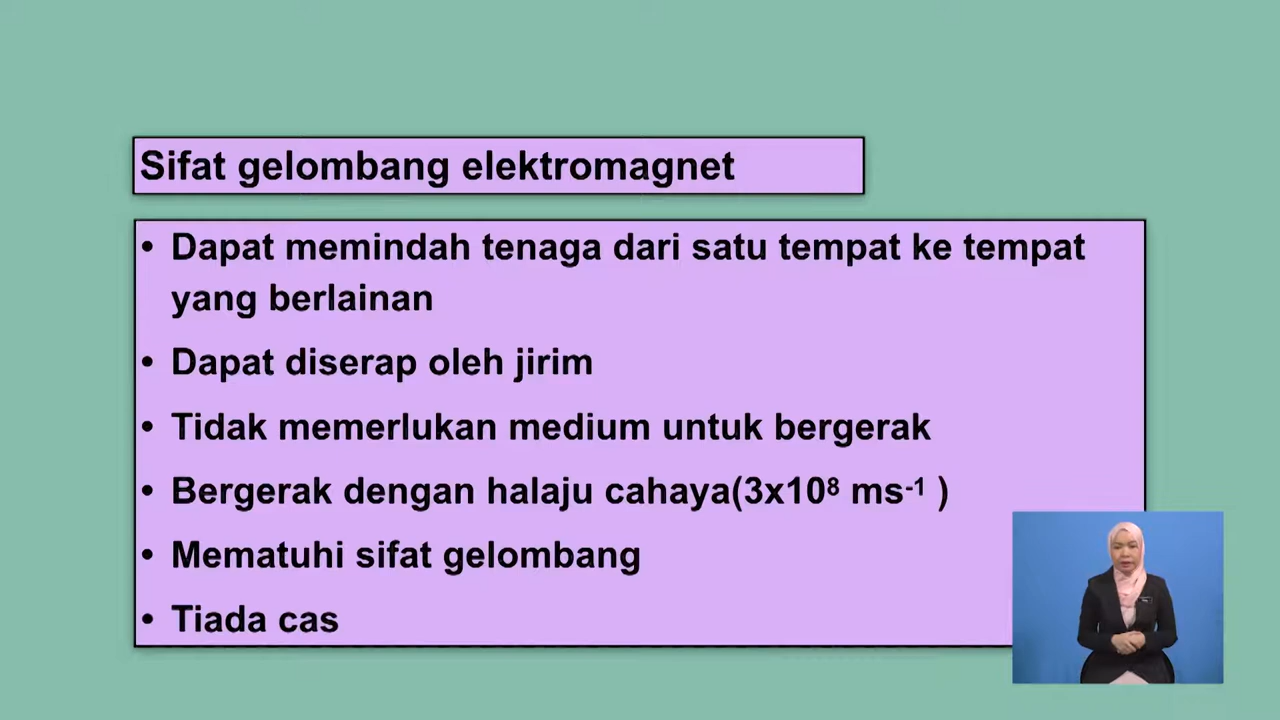 Sifat gelombang elektromagnet
• Dapat memindah tenaga dari satu tempat ke tempat
yang berlainan
• Dapat diserap oleh jirim
• Tidak memerlukan medium untuk bergerak
• Bergerak dengan halaju cahaya(3x10⁸ ms⁻¹ )
• Mematuhi sifat gelombang
• Tiada cas